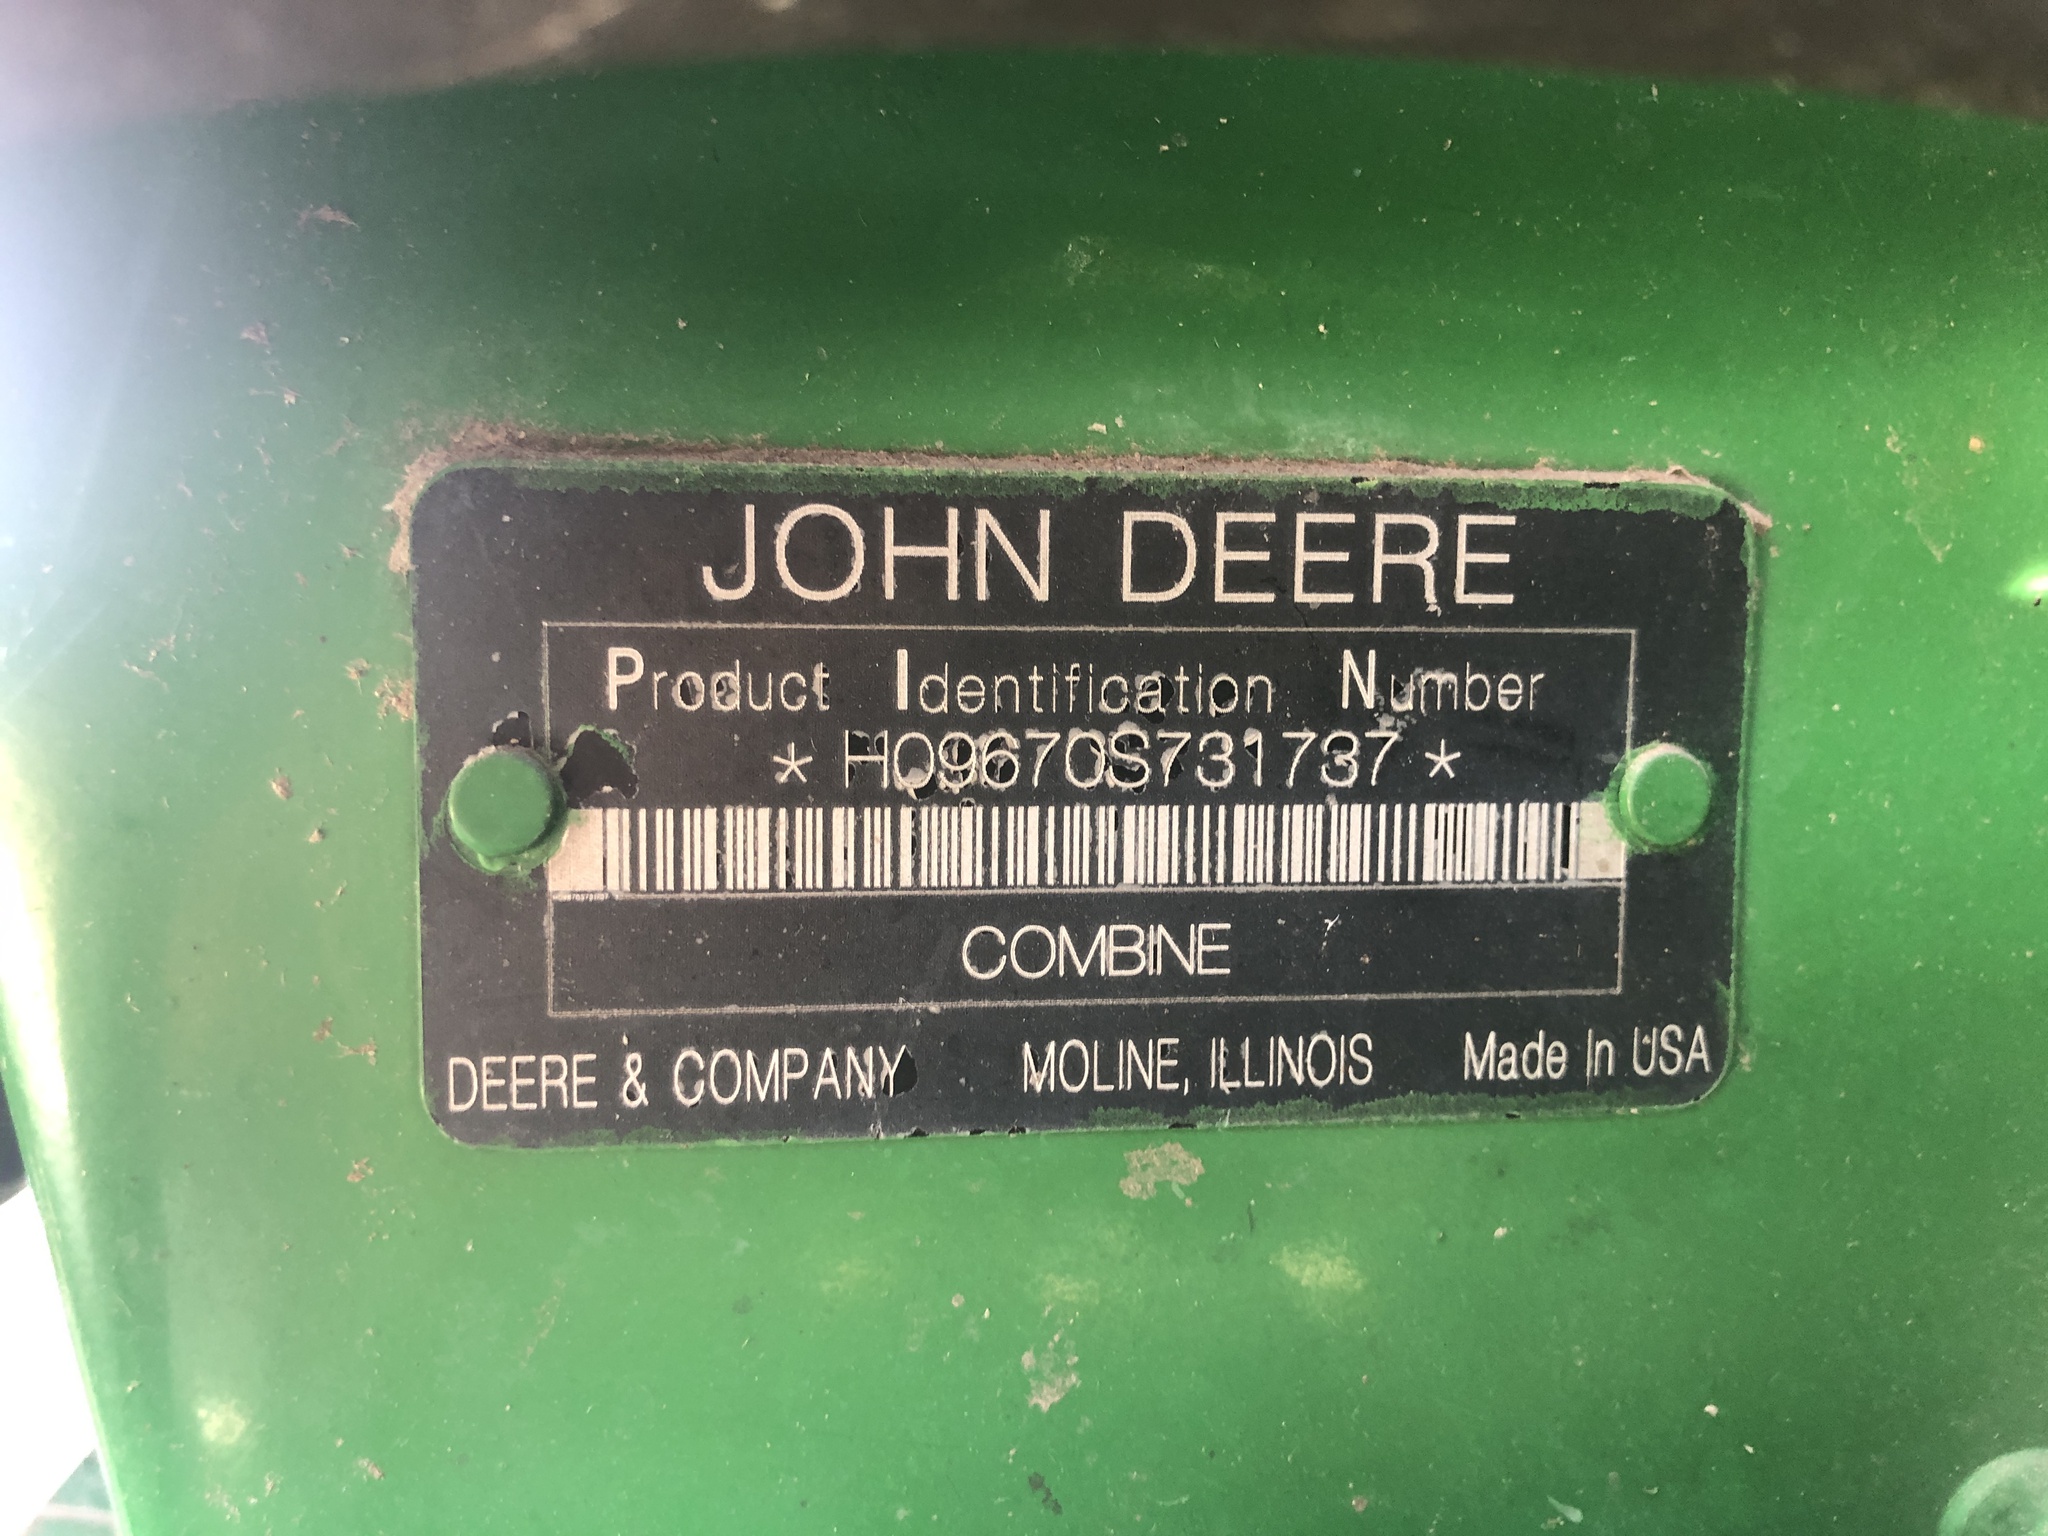 JOHN DEERE
Product Identification Number
* H09670S731737 *
COMBINE
DEERE & COMPANY MOLINE, ILLINOIS Made In USA